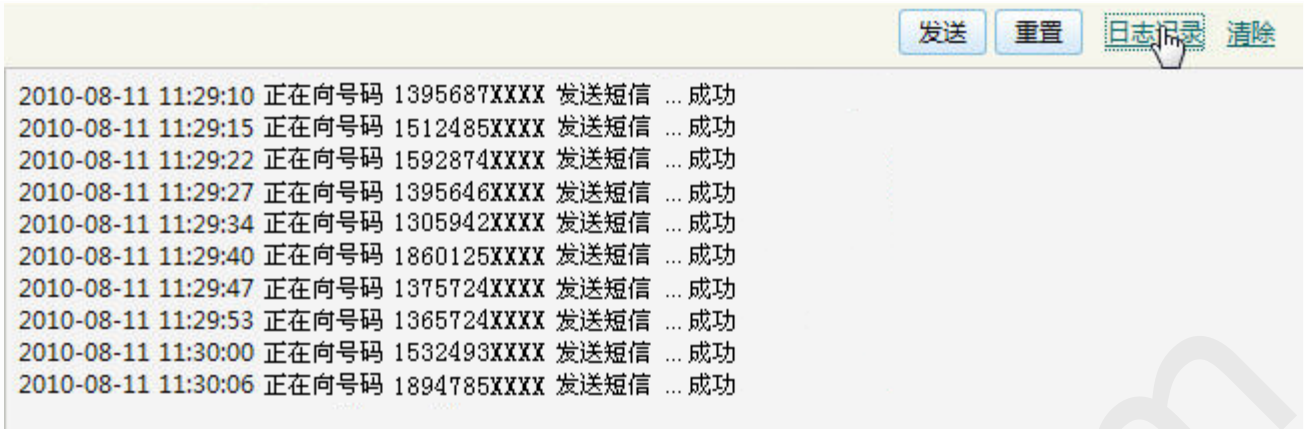 发送 重置 日志记录 清除
2010-08-11 11:29:10 正在向号码 1395687XXXX 发送短信 ... 成功
2010-08-11 11:29:15 正在向号码 1512485XXXX 发送短信 ... 成功
2010-08-11 11:29:22 正在向号码 1592874XXXX 发送短信 ... 成功
2010-08-11 11:29:27 正在向号码 1395646XXXX 发送短信 ... 成功
2010-08-11 11:29:34 正在向号码 1305942XXXX 发送短信 ... 成功
2010-08-11 11:29:40 正在向号码 1860125XXXX 发送短信 ... 成功
2010-08-11 11:29:47 正在向号码 1375724XXXX 发送短信 ... 成功
2010-08-11 11:29:53 正在向号码 1365724XXXX 发送短信 ... 成功
2010-08-11 11:30:00 正在向号码 1532493XXXX 发送短信 ... 成功
2010-08-11 11:30:06 正在向号码 1894785XXXX 发送短信 ... 成功